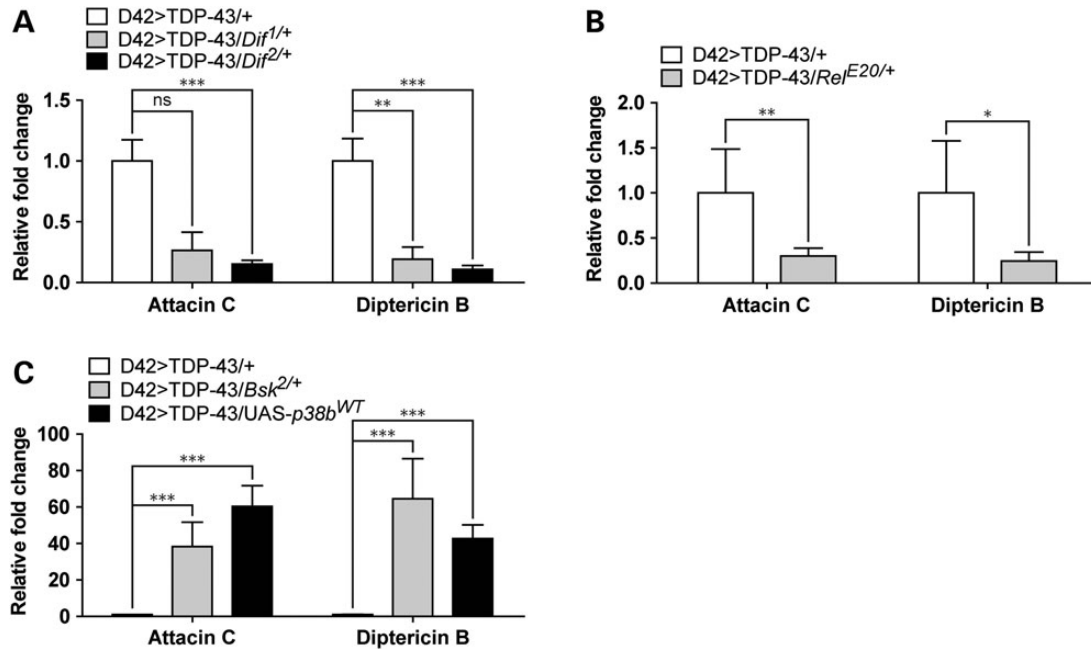 A
D42>TDP-43/+
D42>TDP-43/Dif1/+
D42>TDP-43/Dif2/+
***
ns
***
**
Relative fold change
1.5
1.0
0.5
0.0
Attacin C
Diptericin B
B
D42>TDP-43/+
D42>TDP-43/RelE20/+
**
*
Relative fold change
2.0
1.5
1.0
0.5
0.0
Attacin C
Diptericin B
C
D42>TDP-43/+
D42>TDP-43/Bsk2/+
D42>TDP-43/UAS-p38bWT
***
***
***
***
Relative fold change
100
80
60
40
20
0
Attacin C
Diptericin B